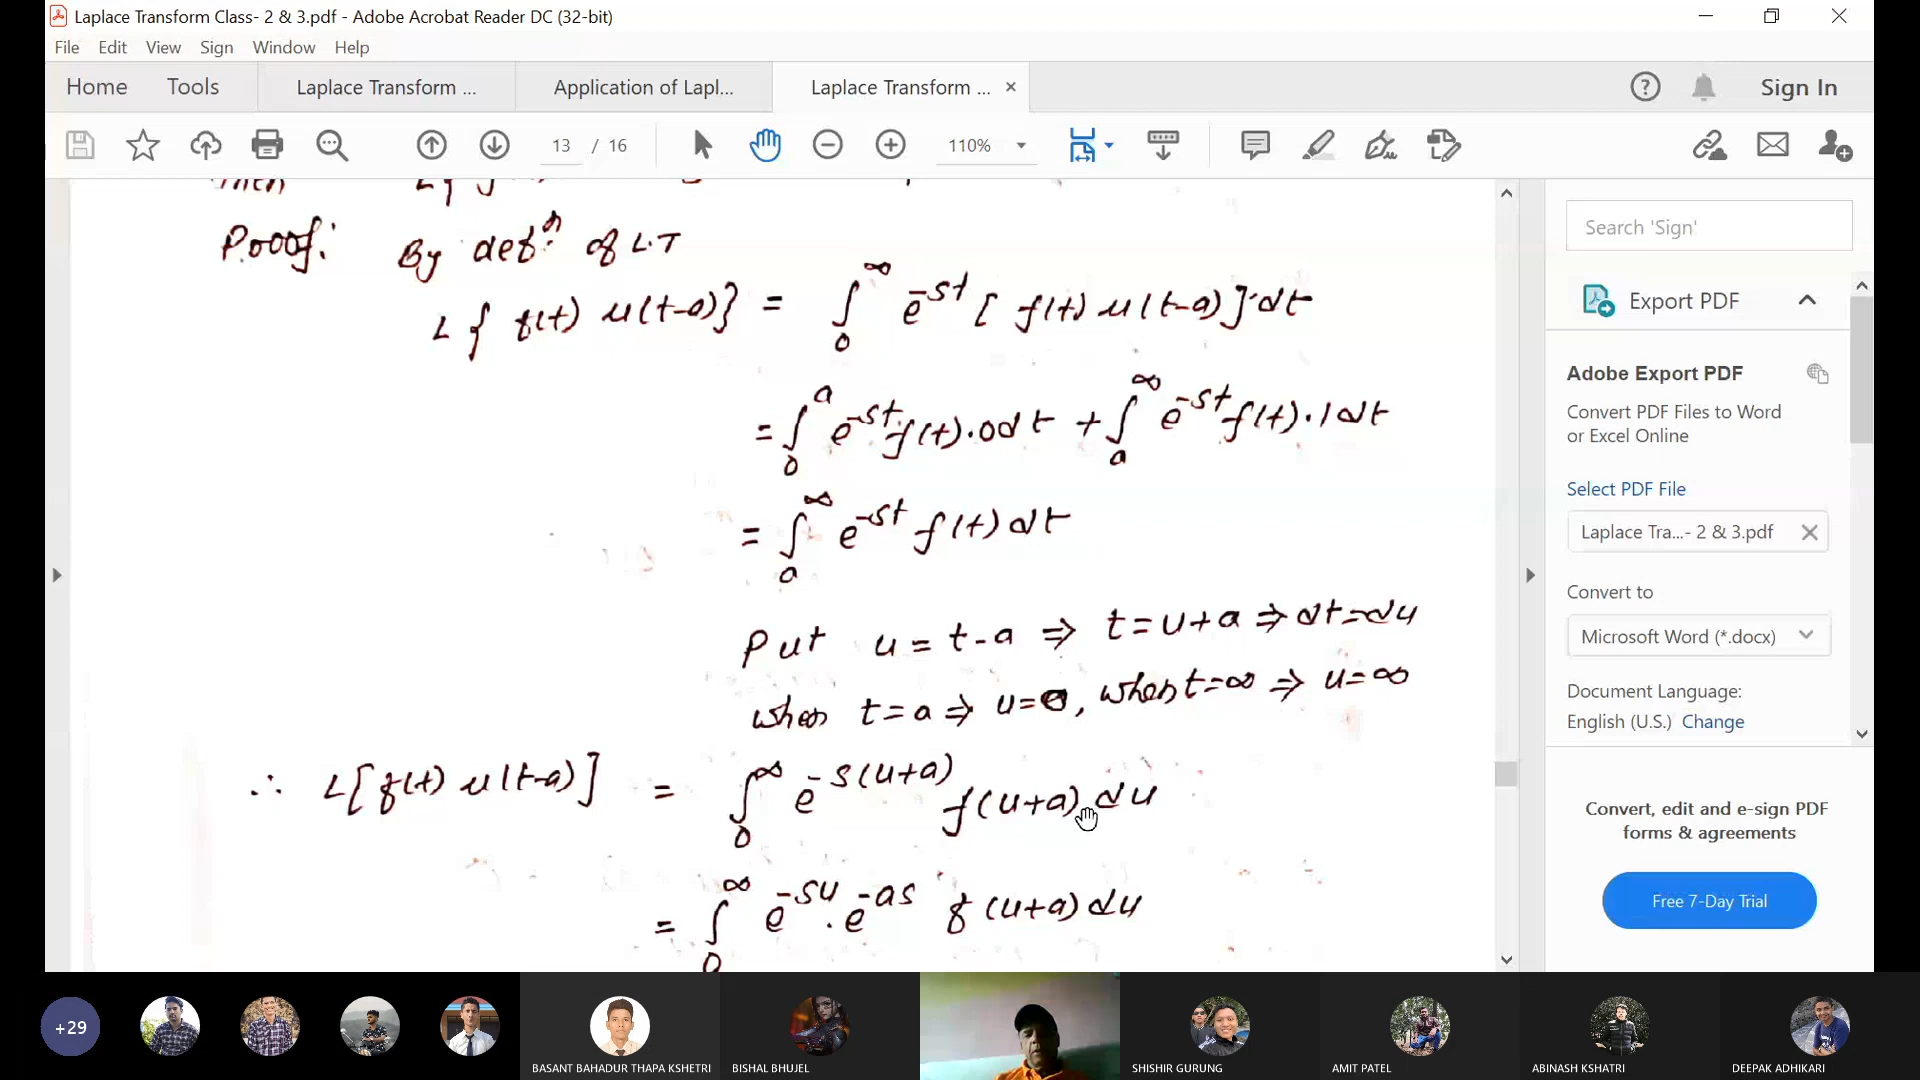 Laplace Transform Class- 2 & 3.pdf - Adobe Acrobat Reader DC (32-bit)
File Edit View Sign Window Help
Home Tools Laplace Transform ... Application of Lapl... Laplace Transform ... × Sign In
13 / 16 110%
Then
Proof: By defⁿ of L.T
L{ f(t) u(t-a)} = ∫₀^∞ e^-st [ f(t) u(t-a)] dt
= ∫₀^a e^-st f(t).0dt + ∫ₐ^∞ e^-st f(t).1dt
= ∫ₐ^∞ e^-st f(t)dt
Put u = t-a ⇒ t=u+a ⇒ dt=du
when t=a ⇒ u=0, when t=∞ ⇒ u=∞
∴ L[f(t) u(t-a)] = ∫₀^∞ e^-s(u+a) f(u+a) du
= ∫₀^∞ e^-su . e^-as f(u+a) du
Search 'Sign'
Export PDF
Adobe Export PDF
Convert PDF Files to Word
or Excel Online
Select PDF File
Laplace Tra...- 2 & 3.pdf
Convert to
Microsoft Word (*.docx)
Document Language:
English (U.S.) Change
Convert, edit and e-sign PDF
forms & agreements
Free 7-Day Trial
+29
BASANT BAHADUR THAPA KSHETRI BISHAL BHUJEL SHISHIR GURUNG AMIT PATEL ABINASH KSHATRI DEEPAK ADHIKARI